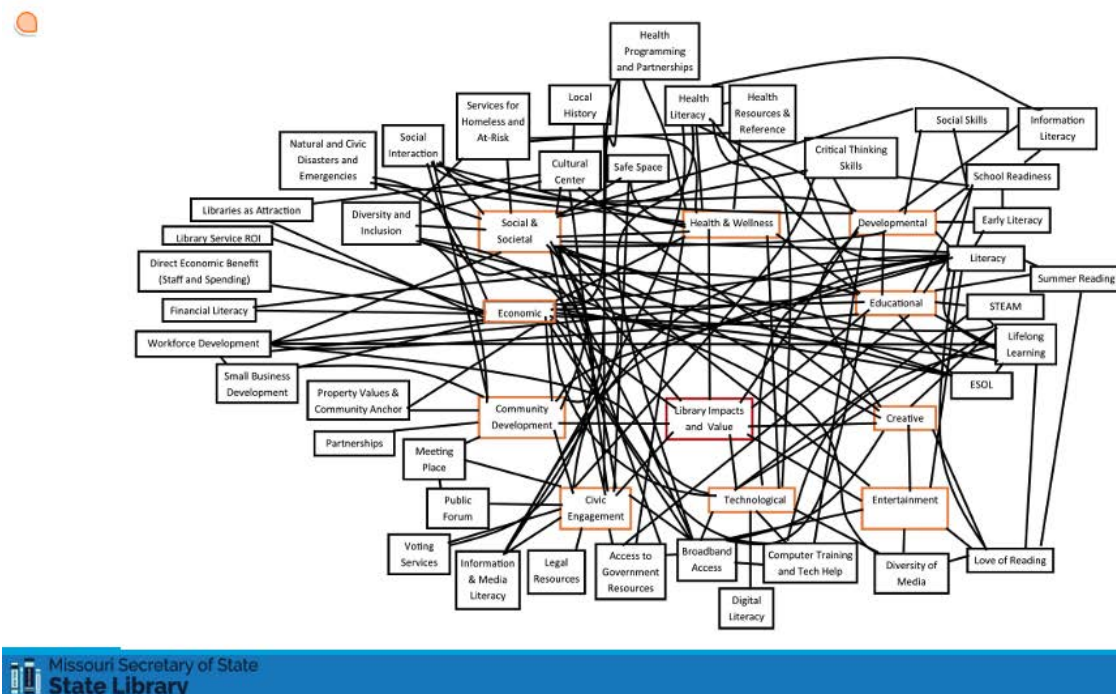 Health
Programming
and Partnerships
Local
History
Services for
Homeless and
At-Risk
Health
Literacy
Health
Resources &
Reference
Social Skills
Information
Literacy
Social
Interaction
Natural and Civic
Disasters and
Emergencies
Cultural
Center
Safe Space
Critical Thinking
Skills
School Readiness
Libraries as Attraction
Diversity and
Inclusion
Social &
Societal
Health & Wellness
Developmental
Early Literacy
Library Service ROI
Literacy
Direct Economic Benefit
(Staff and Spending)
Summer Reading
Financial Literacy
Economic
Educational
STEAM
Workforce Development
Lifelong
Learning
Small Business
Development
ESOL
Property Values &
Community Anchor
Community
Development
Library Impacts
and Value
Creative
Partnerships
Meeting
Place
Public
Forum
Civic
Engagement
Technological
Entertainment
Voting
Services
Information
& Media
Literacy
Legal
Resources
Access to
Government
Resources
Broadband
Access
Computer Training
and Tech Help
Diversity of
Media
Love of Reading
Digital
Literacy
Missouri Secretary of State
State Library